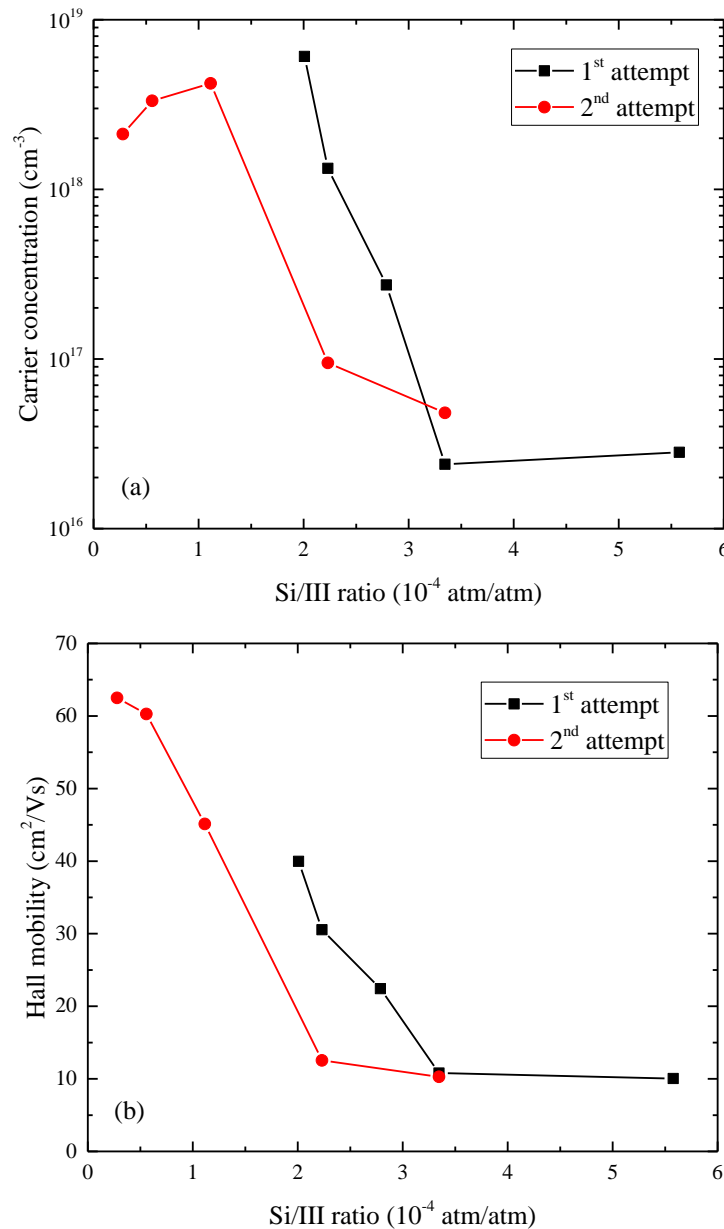 10^19
10^18
10^17
10^16
Carrier concentration (cm^-3)
1^st attempt
2^nd attempt
(a)
0 1 2 3 4 5 6
Si/III ratio (10^-4 atm/atm)
70
60
50
40
30
20
10
0
Hall mobility (cm^2/Vs)
1^st attempt
2^nd attempt
(b)
0 1 2 3 4 5 6
Si/III ratio (10^-4 atm/atm)